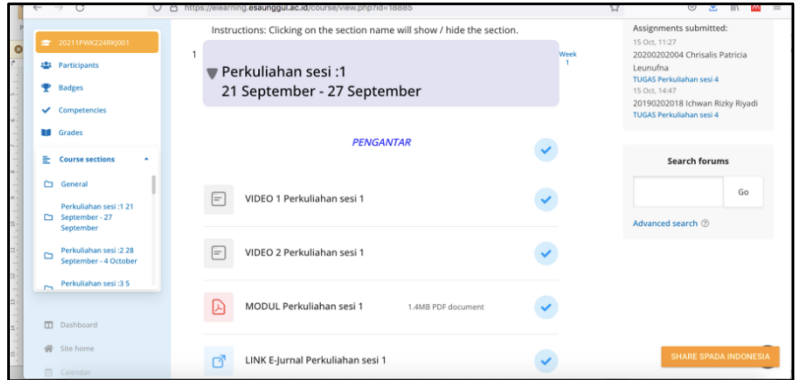 https://elearning.esaunggul.ac.id/course/view.php?id=18885
20211PWK224RKJ001
Participants
Badges
Competencies
Grades
Course sections
General
Perkuliahan sesi :1 21
September - 27
September
Perkuliahan sesi :2 28
September - 4 October
Perkuliahan sesi :3 5
Dashboard
Site home
Calendar
Instructions: Clicking on the section name will show / hide the section.
1
Perkuliahan sesi :1
21 September - 27 September
Week
1
PENGANTAR
VIDEO 1 Perkuliahan sesi 1
VIDEO 2 Perkuliahan sesi 1
MODUL Perkuliahan sesi 1 1.4MB PDF document
LINK E-Jurnal Perkuliahan sesi 1
Assignments submitted:
15 Oct, 11:27
20200202004 Chrisalis Patricia
Leunufna
TUGAS Perkuliahan sesi 4
15 Oct, 14:47
20190202018 Ichwan Rizky Riyadi
TUGAS Perkuliahan sesi 4
Search forums
Go
Advanced search
SHARE SPADA INDONESIA